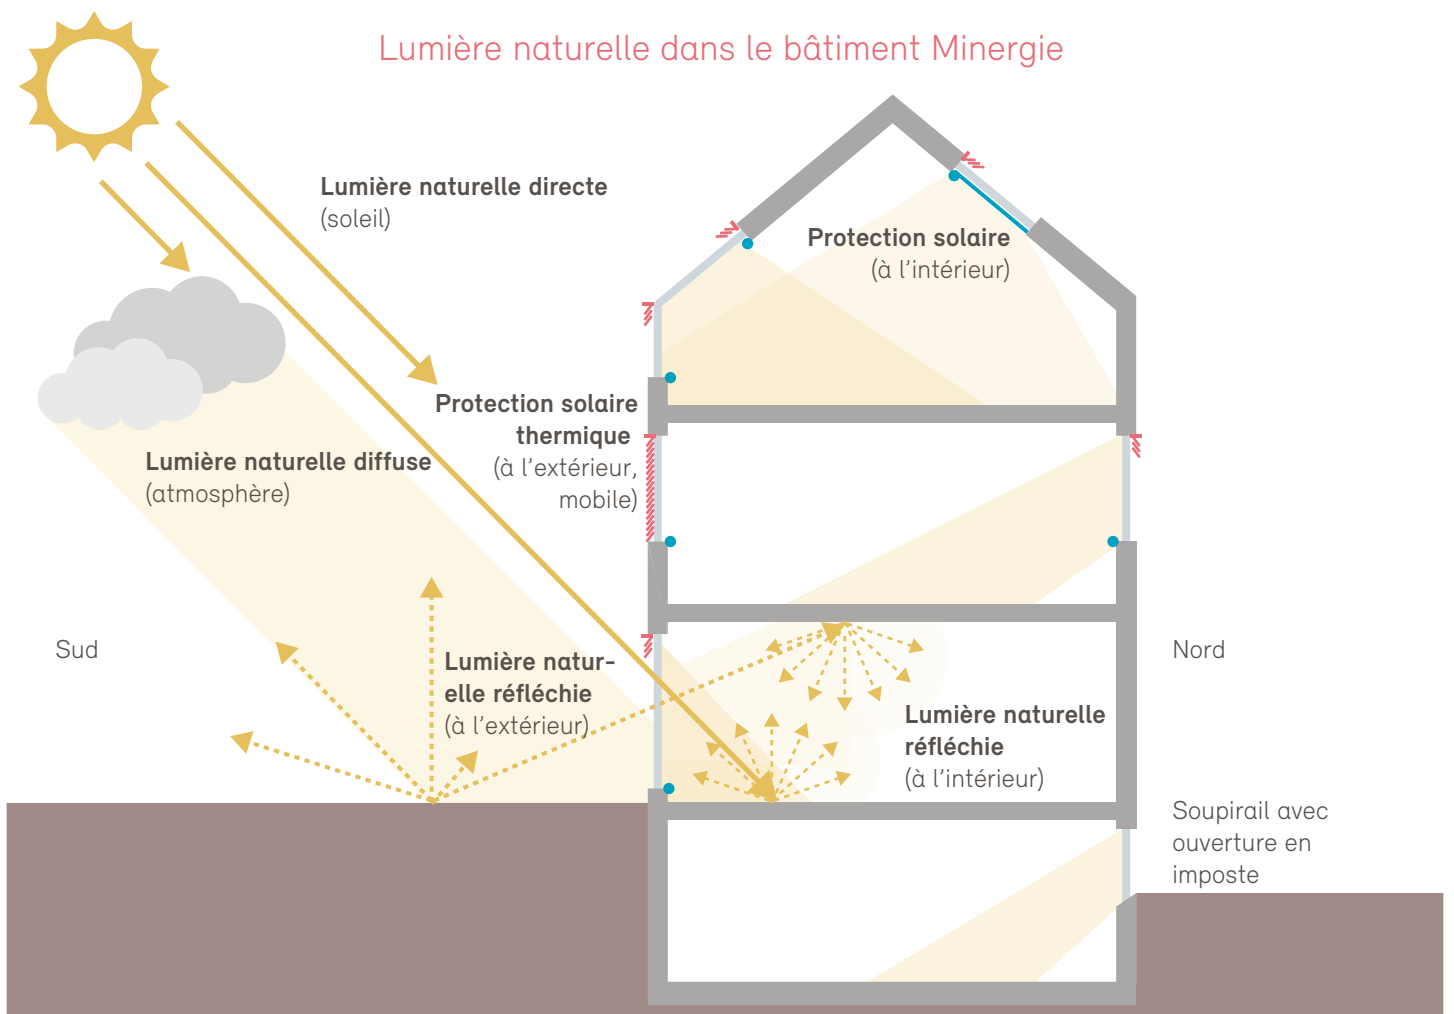 Lumière naturelle dans le bâtiment Minergie
Lumière naturelle directe
(soleil)
Protection solaire
(à l'intérieur)
Protection solaire
thermique
(à l'extérieur,
mobile)
Lumière naturelle diffuse
(atmosphère)
Sud
Lumière natur-
elle réfléchie
(à l'extérieur)
Nord
Lumière naturelle
réfléchie
(à l'intérieur)
Soupirail avec
ouverture en
imposte